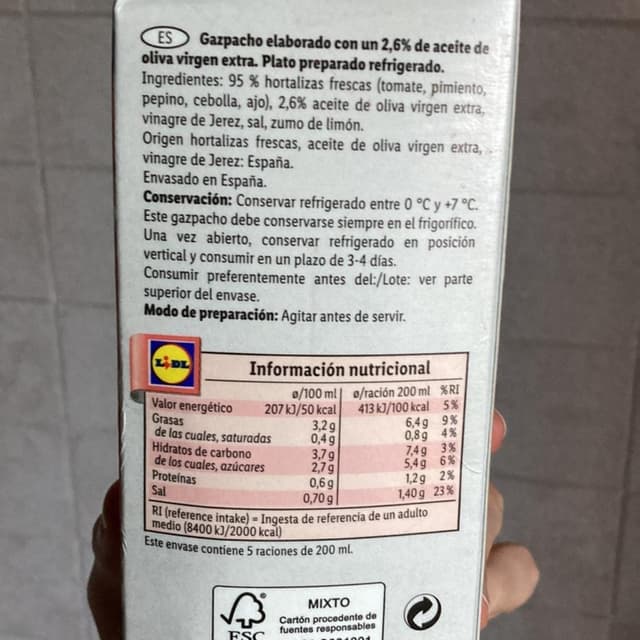 ES Gazpacho elaborado con un 2,6% de aceite de
oliva virgen extra. Plato preparado refrigerado.
Ingredientes: 95 % hortalizas frescas (tomate, pimiento,
pepino, cebolla, ajo), 2,6% aceite de oliva virgen extra,
vinagre de Jerez, sal, zumo de limón.
Origen hortalizas frescas, aceite de oliva virgen extra,
vinagre de Jerez: España.
Envasado en España.
Conservación: Conservar refrigerado entre 0 °C y +7 °C.
Este gazpacho debe conservarse siempre en el frigorífico.
Una vez abierto, conservar refrigerado en posición
vertical y consumir en un plazo de 3-4 días.
Consumir preferentemente antes del:/Lote: ver parte
superior del envase.
Modo de preparación: Agitar antes de servir.
LIDL
Información nutricional
ø/100 ml ø/ración 200 ml %RI
Valor energético 207 kJ/50 kcal 413 kJ/100 kcal 5%
Grasas 3,2 g 6,4 g 9%
de las cuales, saturadas 0,4 g 0,8 g 4%
Hidratos de carbono 3,7 g 7,4 g 3%
de los cuales, azúcares 2,7 g 5,4 g 6%
Proteínas 0,6 g 1,2 g 2%
Sal 0,70 g 1,40 g 23%
RI (reference intake) = Ingesta de referencia de un adulto
medio (8400 kJ/2000 kcal)
Este envase contiene 5 raciones de 200 ml.
MIXTO
Cartón procedente de
fuentes responsables
FSC